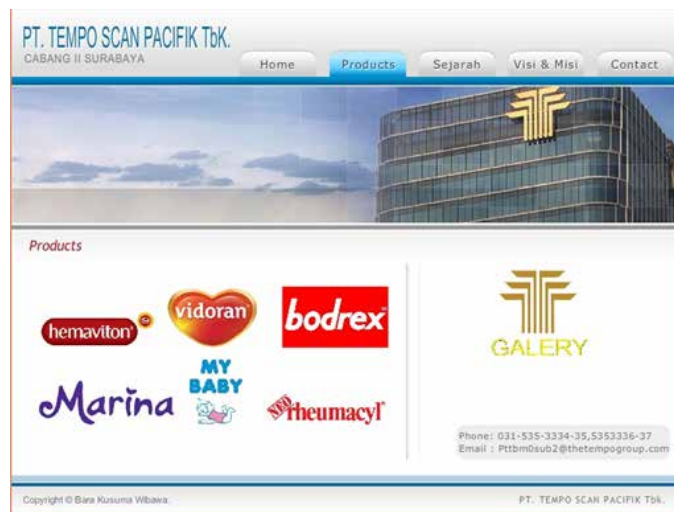 PT. TEMPO SCAN PACIFIK TbK.
CABANG II SURABAYA
Home Products Sejarah Visi & Misi Contact
Products
hemaviton
vidoran
bodrex
Marina
MY
BABY
NEO rheumacyl
GALERY
Phone: 031-535-3334-35,5353336-37
Email : Pttbm0sub2@thetempogroup.com
Copyright © Bara Kusuma Wibawa.
PT. TEMPO SCAN PACIFIK Tbk.